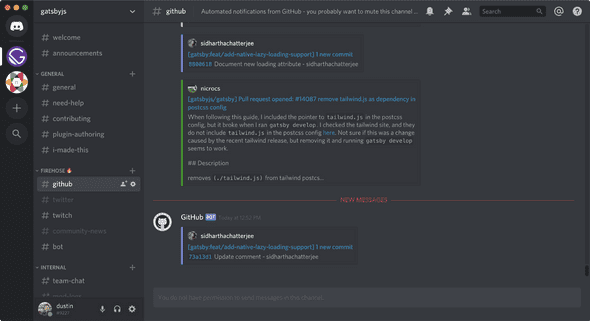 gatsbyjs
# github
Automated notifications from GitHub - you probably want to mute this channel ...
Search
# welcome
# announcements
GENERAL
# general
# need-help
# contributing
# plugin-authoring
# i-made-this
FIREHOSE
# github
# twitter
# twitch
# community-news
# bot
INTERNAL
# team-chat
dustin
sidharthachatterjee
[gatsby:feat/add-native-lazy-loading-support] 1 new commit
Document new loading attribute - sidharthachatterjee
nicrocs
[gatsbyjs/gatsby] Pull request opened: #14087 remove tailwind.js as dependency in
postcss config
When following this guide, I included the pointer to tailwind.js in the postcss
config, but it broke when I ran gatsby develop. I checked the tailwind site, and they
do not include tailwind.js in the postcss config here. Not sure if this was a change
caused by the recent tailwind release, but removing it and running gatsby develop
seems to work.
## Description
removes (./tailwind.js) from tailwind postcs...
NEW MESSAGES
GitHub BOT Today at 5:52 PM
sidharthachatterjee
[gatsby:feat/add-native-lazy-loading-support] 1 new commit
73a13d1 Update comment - sidharthachatterjee
You do not have permission to send messages in this channel.